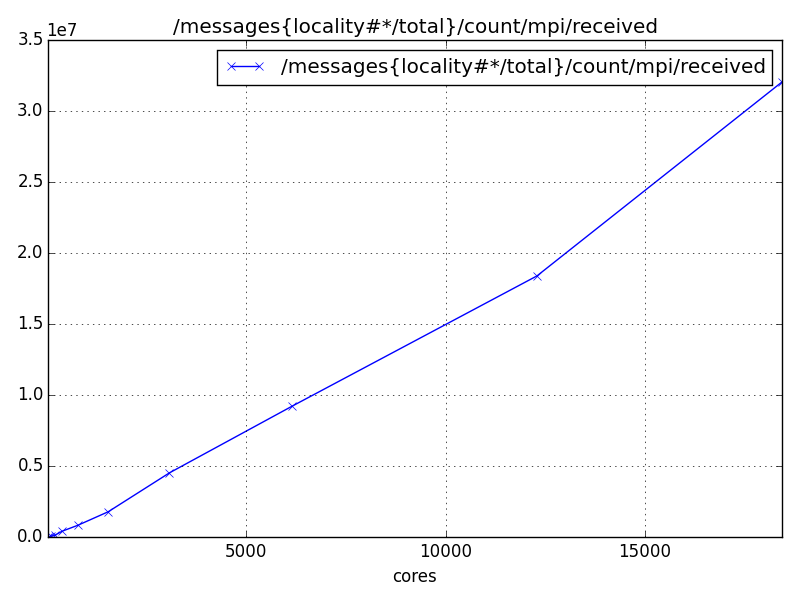 /messages{locality#*/total}/count/mpi/received
1e7
/messages{locality#*/total}/count/mpi/received
3.5
3.0
2.5
2.0
1.5
1.0
0.5
0.0
5000 10000 15000
cores